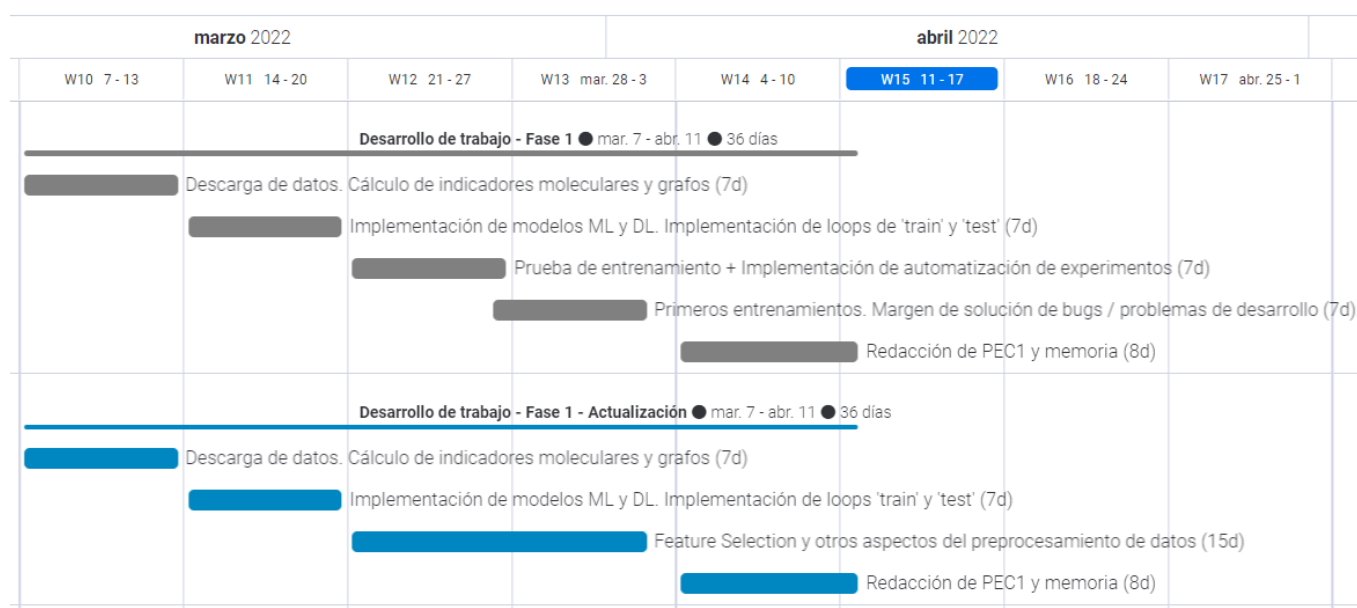 marzo 2022 abril 2022
W10 7 - 13 W11 14 - 20 W12 21 - 27 W13 mar. 28 - 3 W14 4 - 10 W15 11 - 17 W16 18 - 24 W17 abr. 25 - 1
Desarrollo de trabajo - Fase 1 ● mar. 7 - abr. 11 ● 36 días
Descarga de datos. Cálculo de indicadores moleculares y grafos (7d)
Implementación de modelos ML y DL. Implementación de loops de 'train' y 'test' (7d)
Prueba de entrenamiento + Implementación de automatización de experimentos (7d)
Primeros entrenamientos. Margen de solución de bugs / problemas de desarrollo (7d)
Redacción de PEC1 y memoria (8d)
Desarrollo de trabajo - Fase 1 - Actualización ● mar. 7 - abr. 11 ● 36 días
Descarga de datos. Cálculo de indicadores moleculares y grafos (7d)
Implementación de modelos ML y DL. Implementación de loops 'train' y 'test' (7d)
Feature Selection y otros aspectos del preprocesamiento de datos (15d)
Redacción de PEC1 y memoria (8d)